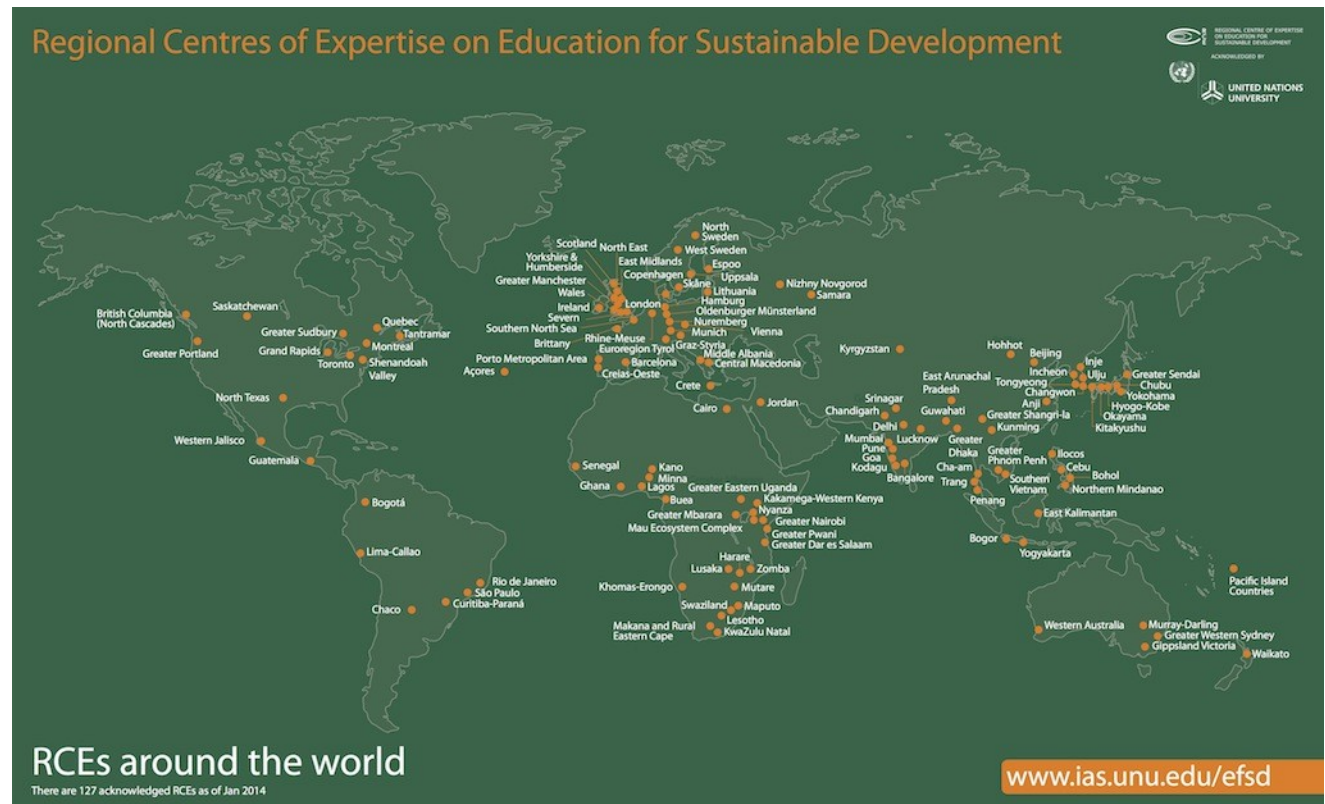 Regional Centres of Expertise on Education for Sustainable Development
REGIONAL CENTRE OF EXPERTISE
ON EDUCATION FOR
SUSTAINABLE DEVELOPMENT
ACKNOWLEDGED BY
UNITED NATIONS
UNIVERSITY
British Columbia
(North Cascades)
Saskatchewan
Greater Portland
Greater Sudbury
Grand Rapids
Toronto
Quebec
Tantramar
Montreal
Shenandoah
Valley
North Texas
Western Jalisco
Guatemala
Bogotá
Lima-Callao
Chaco
Rio de Janeiro
São Paulo
Curitiba-Paraná
Scotland
North East
Yorkshire &
Humberside
East Midlands
Greater Manchester
Wales
Ireland
London
Severn
Southern North Sea
Brittany
Rhine-Meuse
Euroregion Tyrol
Porto Metropolitan Area
Açores
Creias-Oeste
Barcelona
North
Sweden
West Sweden
Espoo
Copenhagen
Uppsala
Skåne
Lithuania
Hamburg
Oldenburger Münsterland
Nuremberg
Munich
Vienna
Graz-Styria
Middle Albania
Central Macedonia
Crete
Nizhny Novgorod
Samara
Cairo
Jordan
Senegal
Ghana
Kano
Minna
Lagos
Buea
Greater Eastern Uganda
Kakamega-Western Kenya
Greater Mbarara
Nyanza
Mau Ecosystem Complex
Greater Nairobi
Greater Pwani
Greater Dar es Salaam
Harare
Lusaka
Zomba
Khomas-Erongo
Mutare
Swaziland
Maputo
Lesotho
Makana and Rural
Eastern Cape
KwaZulu Natal
Kyrgyzstan
Hohhot
Beijing
Inje
Incheon
Ulju
Greater Sendai
Tongyeong
Chubu
Changwon
Yokohama
Anji
Hyogo-Kobe
Okayama
Kitakyushu
East Arunachal
Pradesh
Srinagar
Chandigarh
Guwahati
Greater Shangri-la
Delhi
Kunming
Mumbai
Lucknow
Greater
Dhaka
Pune
Goa
Kodagu
Bangalore
Greater
Phnom Penh
Cha-am
Trang
Southern
Vietnam
Penang
Ilocos
Cebu
Bohol
Northern Mindanao
East Kalimantan
Bogor
Yogyakarta
Pacific Island
Countries
Western Australia
Murray-Darling
Greater Western Sydney
Gippsland Victoria
Waikato
RCEs around the world
There are 127 acknowledged RCEs as of Jan 2014
www.ias.unu.edu/efsd